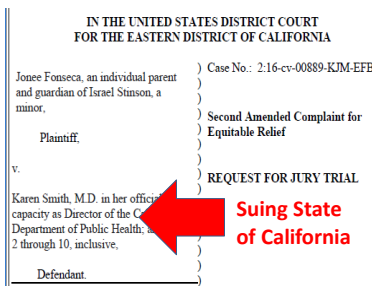 IN THE UNITED STATES DISTRICT COURT
FOR THE EASTERN DISTRICT OF CALIFORNIA
Jonee Fonseca, an individual parent
and guardian of Israel Stinson, a
minor,
Plaintiff,
v.
Karen Smith, M.D. in her official
capacity as Director of the
Department of Public Health;
2 through 10, inclusive,
Defendant.
) Case No.: 2:16-cv-00889-KJM-EFB
)
)
) Second Amended Complaint for
) Equitable Relief
)
)
) REQUEST FOR JURY TRIAL
)
)
)
Suing State
of California